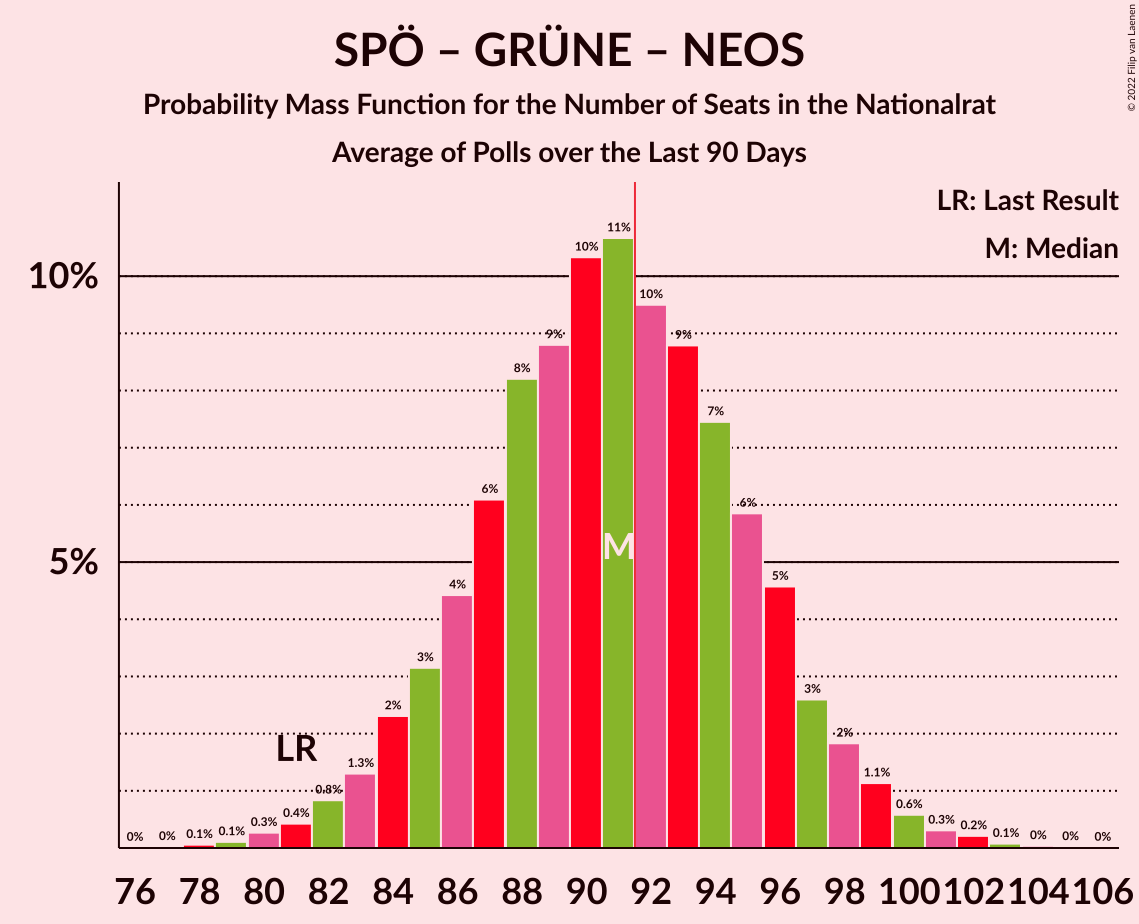 SPÖ – GRÜNE – NEOS
Probability Mass Function for the Number of Seats in the Nationalrat
Average of Polls over the Last 90 Days
© 2022 Filip van Laenen
LR: Last Result
M: Median
10%
5%
0% 0% 0.1% 0.1% 0.3% 0.4% 0.8% 1.3% 2% 3% 4% 6% 8% 9% 10% 11% 10% 9% 7% 6% 5% 3% 2% 1.1% 0.6% 0.3% 0.2% 0.1% 0% 0% 0%
LR
M
76 78 80 82 84 86 88 90 92 94 96 98 100 102 104 106